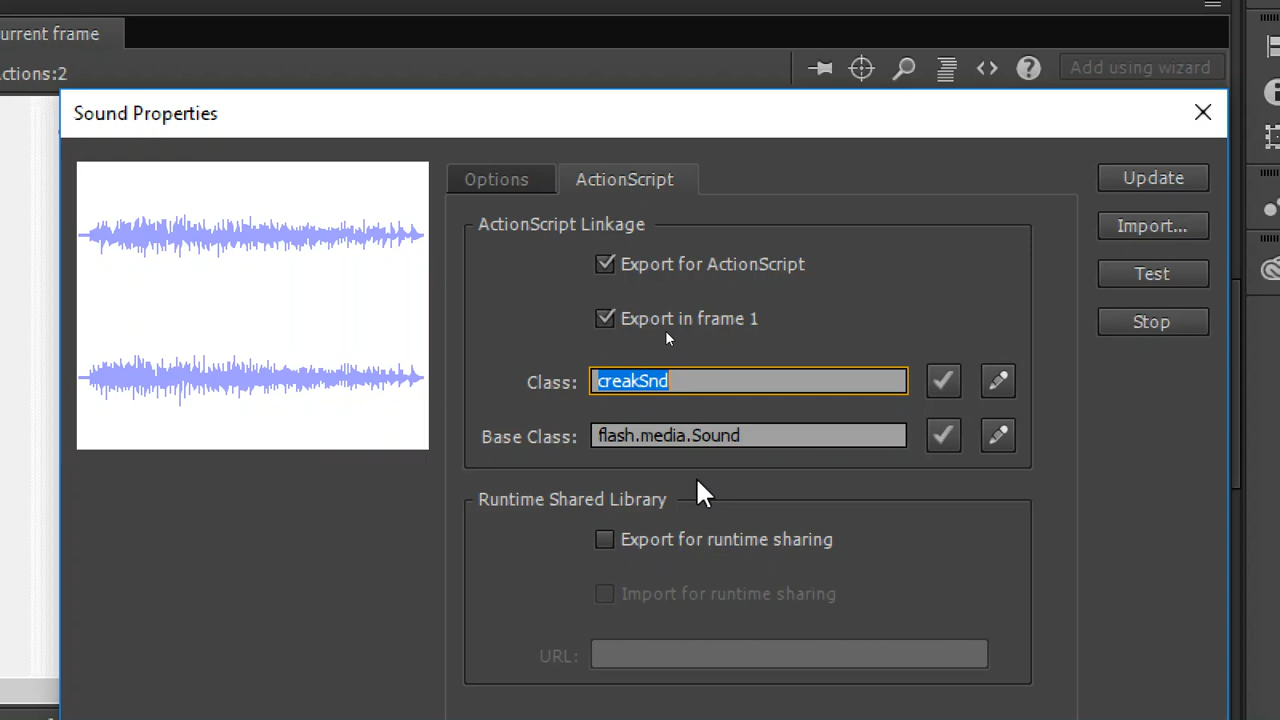 urrent frame
ctions:2
Add using wizard
Sound Properties
Options
ActionScript
Update
ActionScript Linkage
Import...
Export for ActionScript
Test
Export in frame 1
Stop
Class: creakSnd
Base Class: flash.media.Sound
Runtime Shared Library
Export for runtime sharing
Import for runtime sharing
URL: